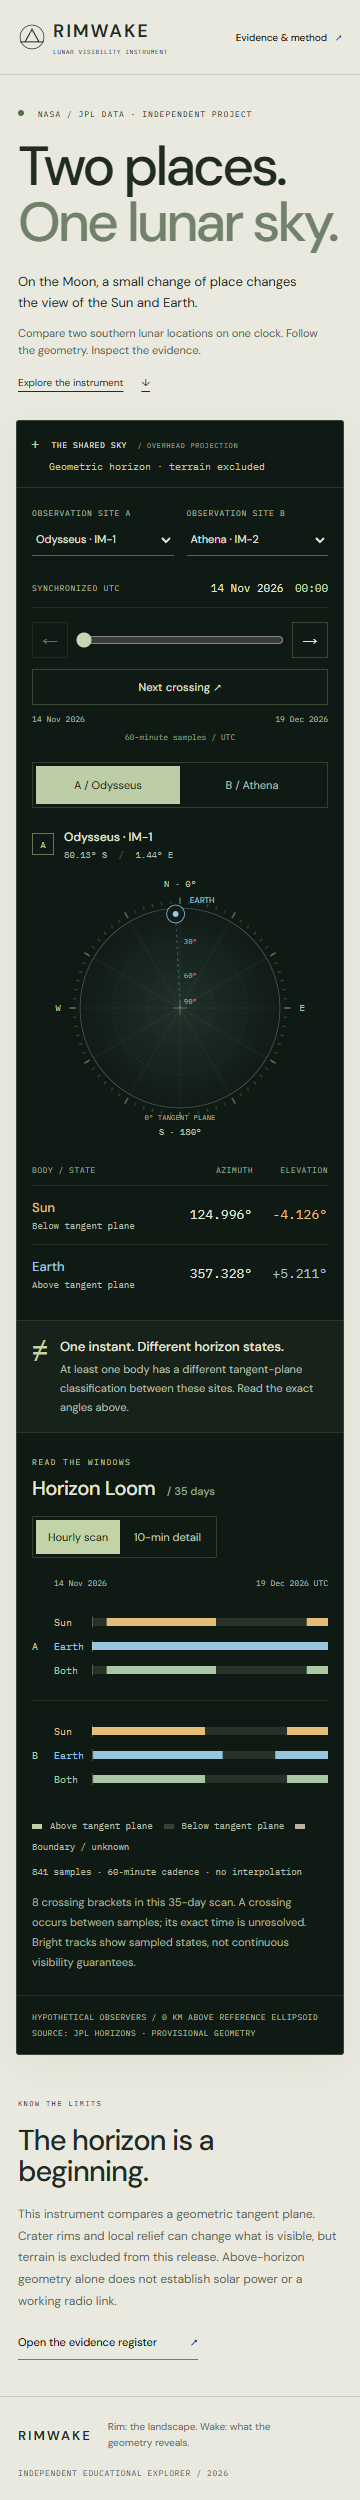 RIMWAKE
LUNAR VISIBILITY INSTRUMENT
Evidence & method ↗
NASA / JPL DATA · INDEPENDENT PROJECT
Two places.
One lunar sky.
On the Moon, a small change of place changes
the view of the Sun and Earth.
Compare two southern lunar locations on one clock. Follow
the geometry. Inspect the evidence.
Explore the instrument ↓
+ THE SHARED SKY / OVERHEAD PROJECTION
Geometric horizon · terrain excluded
OBSERVATION SITE A OBSERVATION SITE B
Odysseus · IM-1 Athena · IM-2
SYNCHRONIZED UTC 14 Nov 2026 00:00
← →
Next crossing ↗
14 Nov 2026 19 Dec 2026
60-minute samples / UTC
A / Odysseus B / Athena
A Odysseus · IM-1
80.13° S / 1.44° E
N · 0°
EARTH
30°
60°
W 90° E
0° TANGENT PLANE
S · 180°
BODY / STATE AZIMUTH ELEVATION
Sun
Below tangent plane 124.996° -4.126°
Earth
Above tangent plane 357.328° +5.211°
≠ One instant. Different horizon states.
At least one body has a different tangent-plane
classification between these sites. Read the exact
angles above.
READ THE WINDOWS
Horizon Loom / 35 days
Hourly scan 10-min detail
14 Nov 2026 19 Dec 2026 UTC
Sun
A Earth
Both
Sun
B Earth
Both
Above tangent plane Below tangent plane
Boundary / unknown
841 samples · 60-minute cadence · no interpolation
8 crossing brackets in this 35-day scan. A crossing
occurs between samples; its exact time is unresolved.
Bright tracks show sampled states, not continuous
visibility guarantees.
HYPOTHETICAL OBSERVERS / 0 KM ABOVE REFERENCE ELLIPSOID
SOURCE: JPL HORIZONS · PROVISIONAL GEOMETRY
KNOW THE LIMITS
The horizon is a
beginning.
This instrument compares a geometric tangent plane.
Crater rims and local relief can change what is visible, but
terrain is excluded from this release. Above-horizon
geometry alone does not establish solar power or a
working radio link.
Open the evidence register ↗
RIMWAKE
Rim: the landscape. Wake: what the
geometry reveals.
INDEPENDENT EDUCATIONAL EXPLORER / 2026